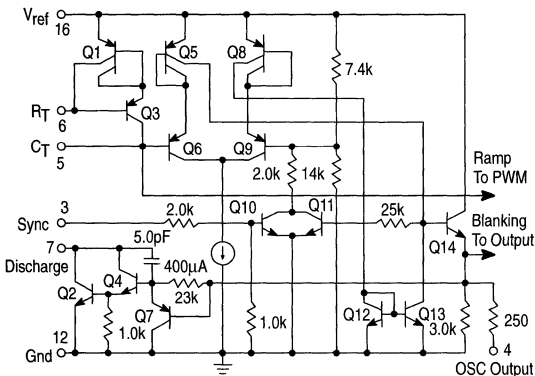 Vref
16
Q1
Q5
Q8
7.4k
RT
6
Q3
CT
5
Q6
Q9
2.0k
14k
Ramp
To PWM
Sync
3
2.0k
Q10
Q11
25k
Blanking
To Output
Q14
7
Discharge
5.0pF
400µA
Q4
Q2
23k
1.0k
Q7
1.0k
Q12
Q13
3.0k
250
12
Gnd
4
OSC Output